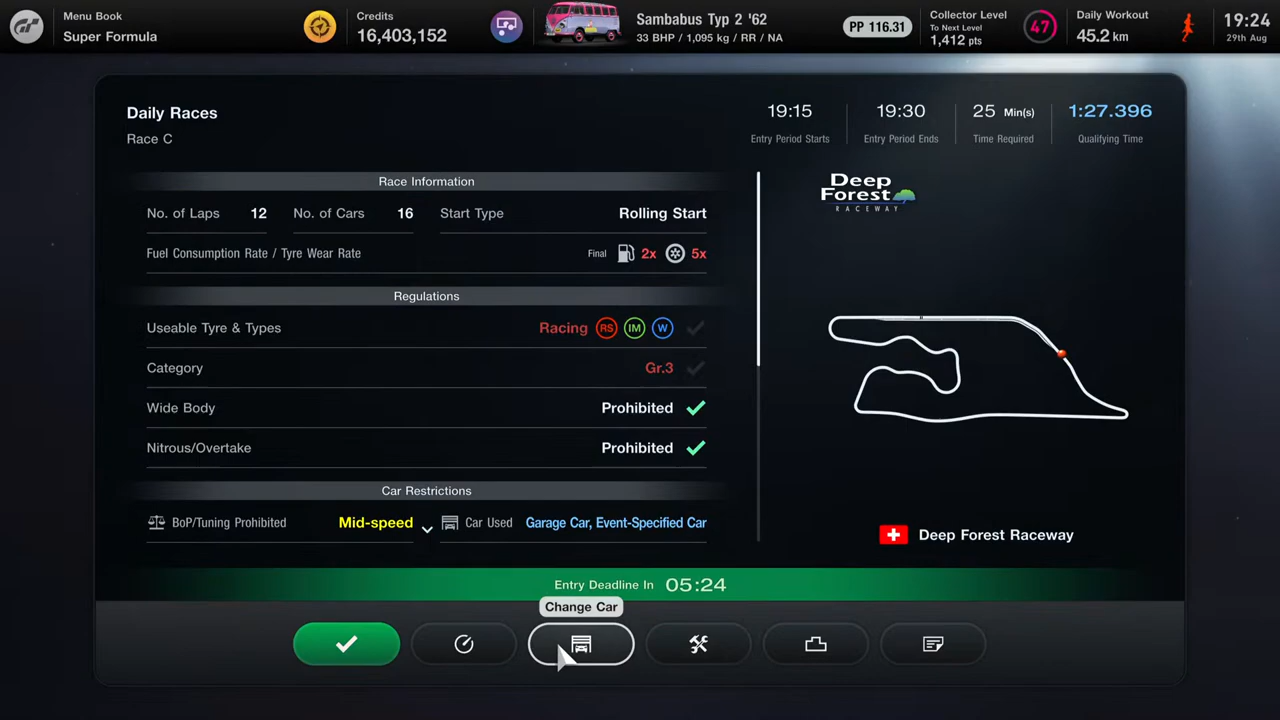 Menu Book
Super Formula
Credits
16,403,152
Sambabus Typ 2 '62
33 BHP / 1,095 kg / RR / NA
PP 116.31
Collector Level
To Next Level
1,412 pts
47
Daily Workout
45.2 km
19:24
29th Aug
Daily Races
Race C
19:15
Entry Period Starts
19:30
Entry Period Ends
25 Min(s)
Time Required
1:27.396
Qualifying Time
Race Information
No. of Laps 12
No. of Cars 16
Start Type Rolling Start
Fuel Consumption Rate / Tyre Wear Rate Final 2x 5x
Regulations
Useable Tyre & Types Racing RS IM W
Category Gr.3
Wide Body Prohibited
Nitrous/Overtake Prohibited
Car Restrictions
BoP/Tuning Prohibited Mid-speed
Car Used Garage Car, Event-Specified Car
Deep
Forest
RACEWAY
Deep Forest Raceway
Entry Deadline In 05:24
Change Car